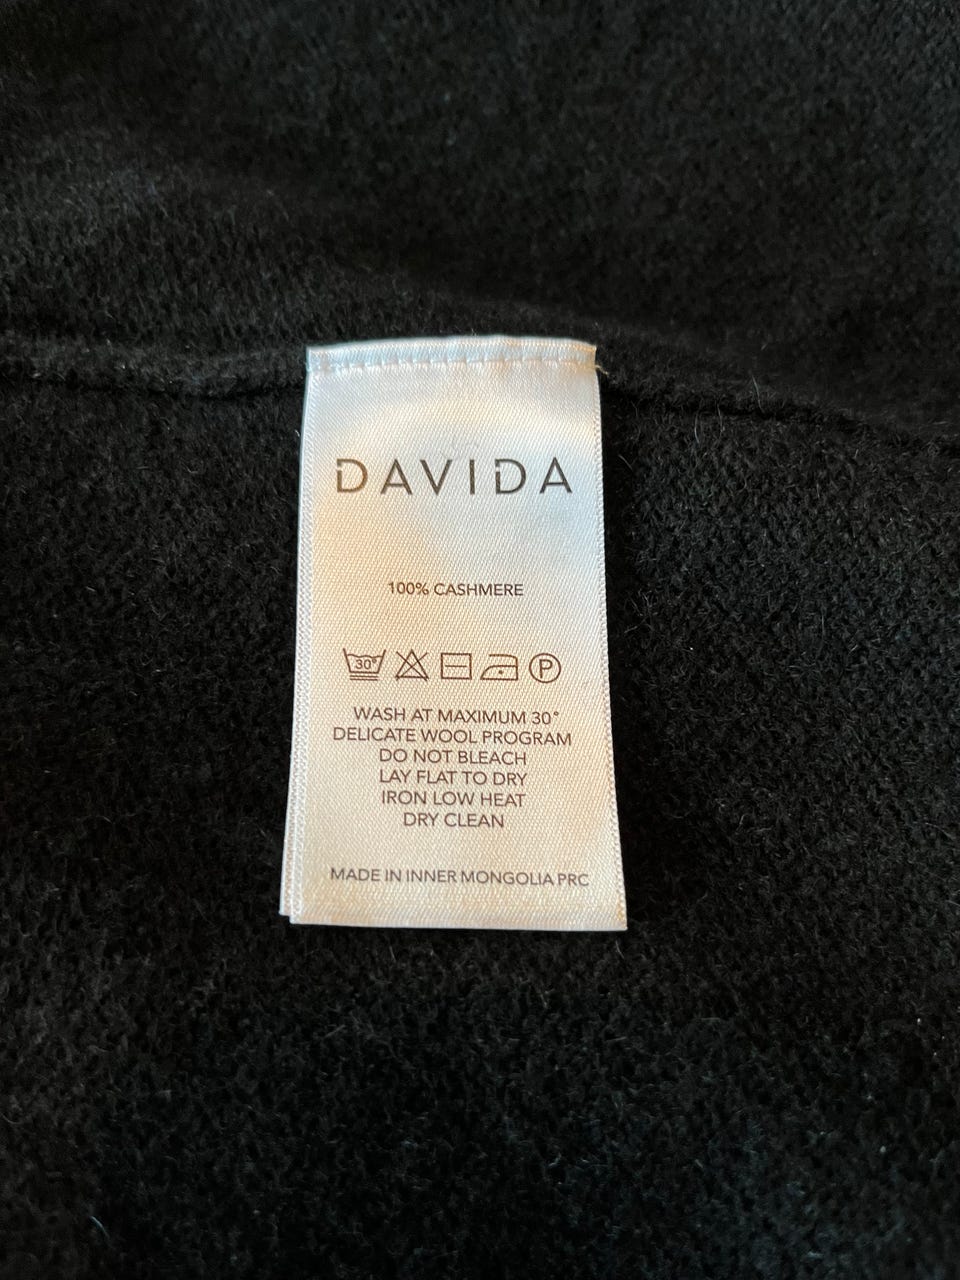 DAVIDA
100% CASHMERE
30°
P
WASH AT MAXIMUM 30°
DELICATE WOOL PROGRAM
DO NOT BLEACH
LAY FLAT TO DRY
IRON LOW HEAT
DRY CLEAN
MADE IN INNER MONGOLIA PRC